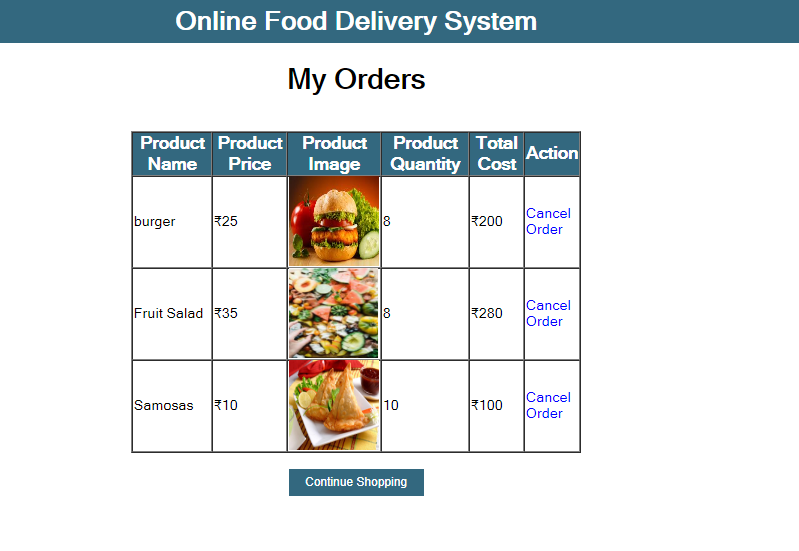 Online Food Delivery System
My Orders
Product Name Product Price Product Image Product Quantity Total Cost Action
burger ₹25 8 ₹200 Cancel Order
Fruit Salad ₹35 8 ₹280 Cancel Order
Samosas ₹10 10 ₹100 Cancel Order
Continue Shopping